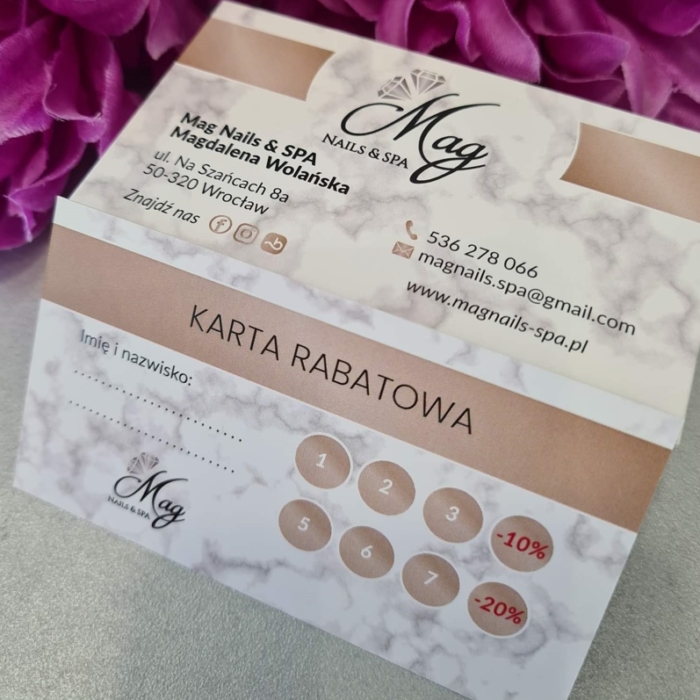 Mag
NAILS & SPA
Mag Nails & SPA
Magdalena Wolańska
ul. Na Szańcach 8a
50-320 Wrocław
Znajdź nas
536 278 066
magnails.spa@gmail.com
www.magnails-spa.pl
KARTA RABATOWA
Imię i nazwisko:
Mag
NAILS & SPA
1 2 3 -10%
5 6 7 -20%